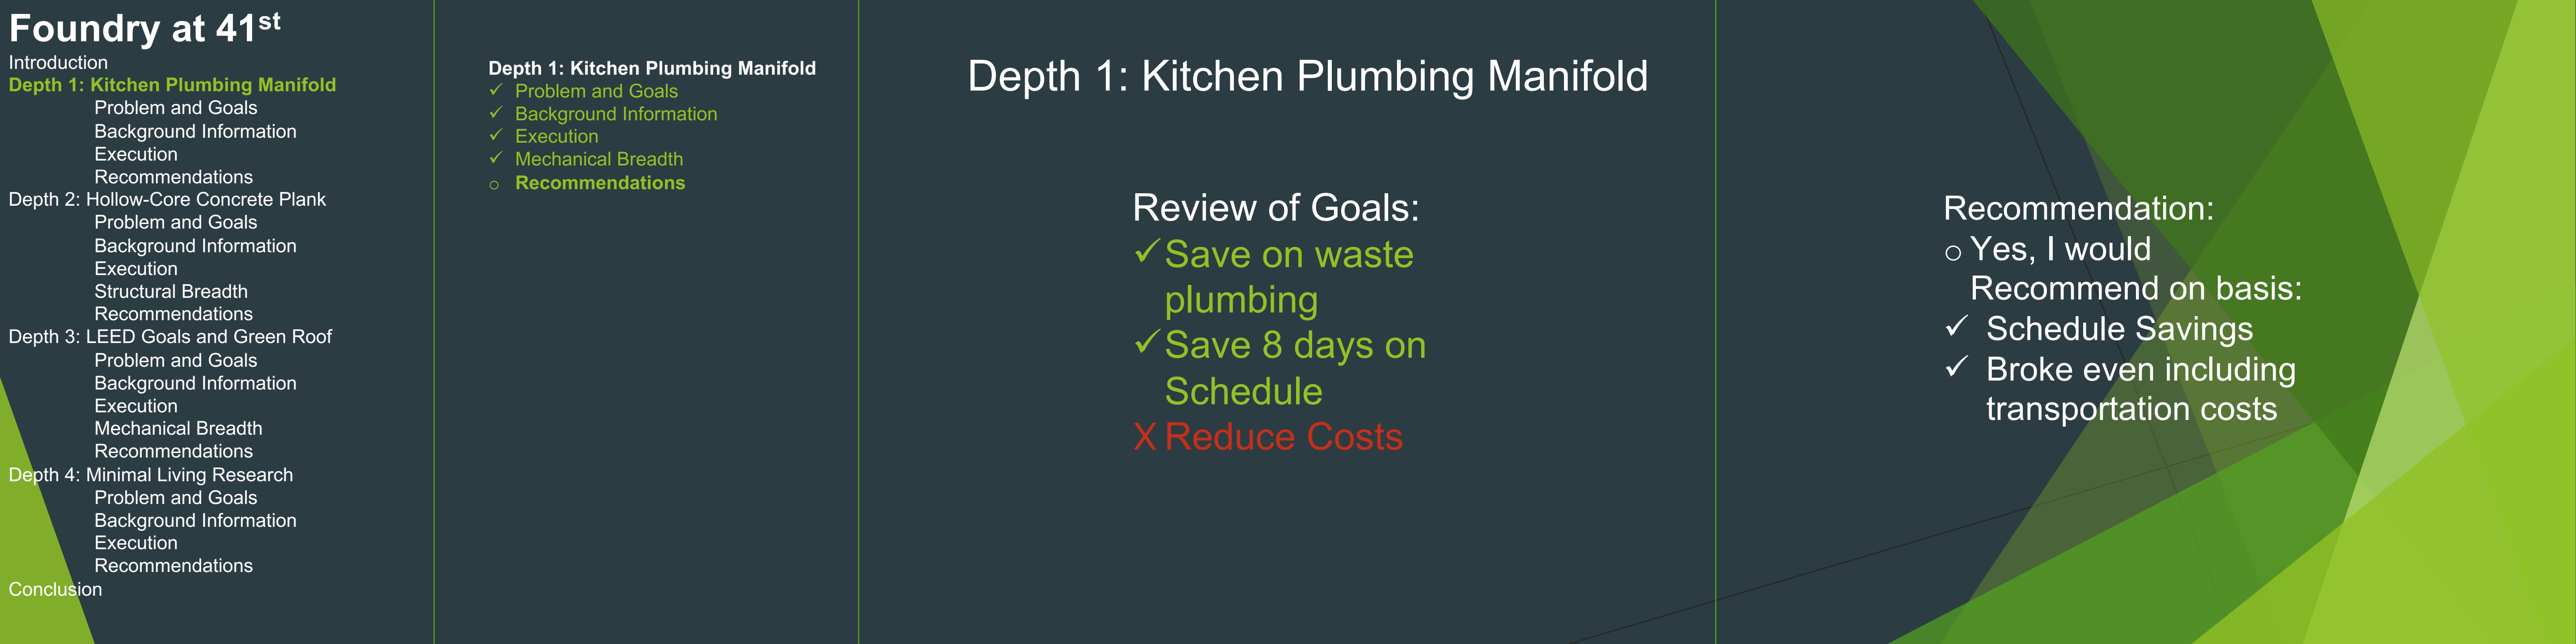 Foundry at 41st
Introduction
Depth 1: Kitchen Plumbing Manifold
Problem and Goals
Background Information
Execution
Recommendations
Depth 2: Hollow-Core Concrete Plank
Problem and Goals
Background Information
Execution
Structural Breadth
Recommendations
Depth 3: LEED Goals and Green Roof
Problem and Goals
Background Information
Execution
Mechanical Breadth
Recommendations
Depth 4: Minimal Living Research
Problem and Goals
Background Information
Execution
Recommendations
Conclusion
Depth 1: Kitchen Plumbing Manifold
✓ Problem and Goals
✓ Background Information
✓ Execution
✓ Mechanical Breadth
o Recommendations
Depth 1: Kitchen Plumbing Manifold
Review of Goals:
✓ Save on waste
plumbing
✓ Save 8 days on
Schedule
X Reduce Costs
Recommendation:
o Yes, I would
Recommend on basis:
✓ Schedule Savings
✓ Broke even including
transportation costs